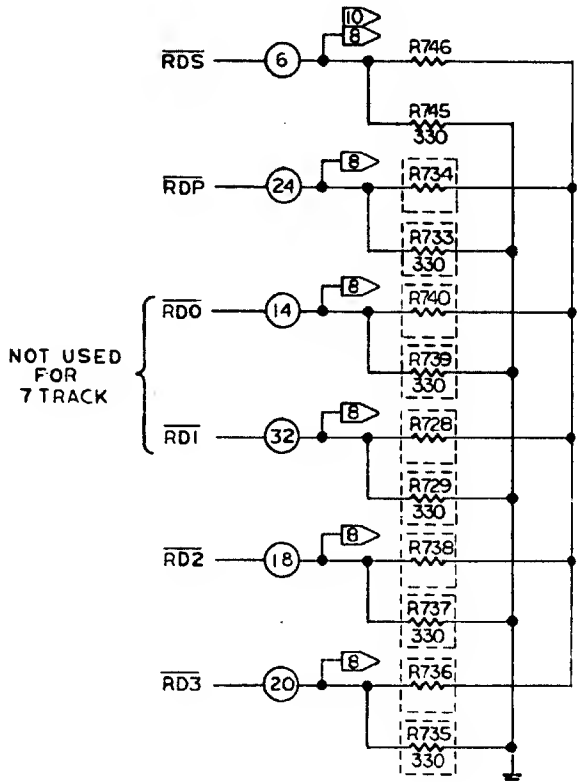 10
8
RDS 6 R746
R745
330
8
RDP 24 R734
R733
330
8
RD0 14 R740
R739
330
NOT USED
FOR
7 TRACK
8
RD1 32 R728
R729
330
8
RD2 18 R738
R737
330
8
RD3 20 R736
R735
330